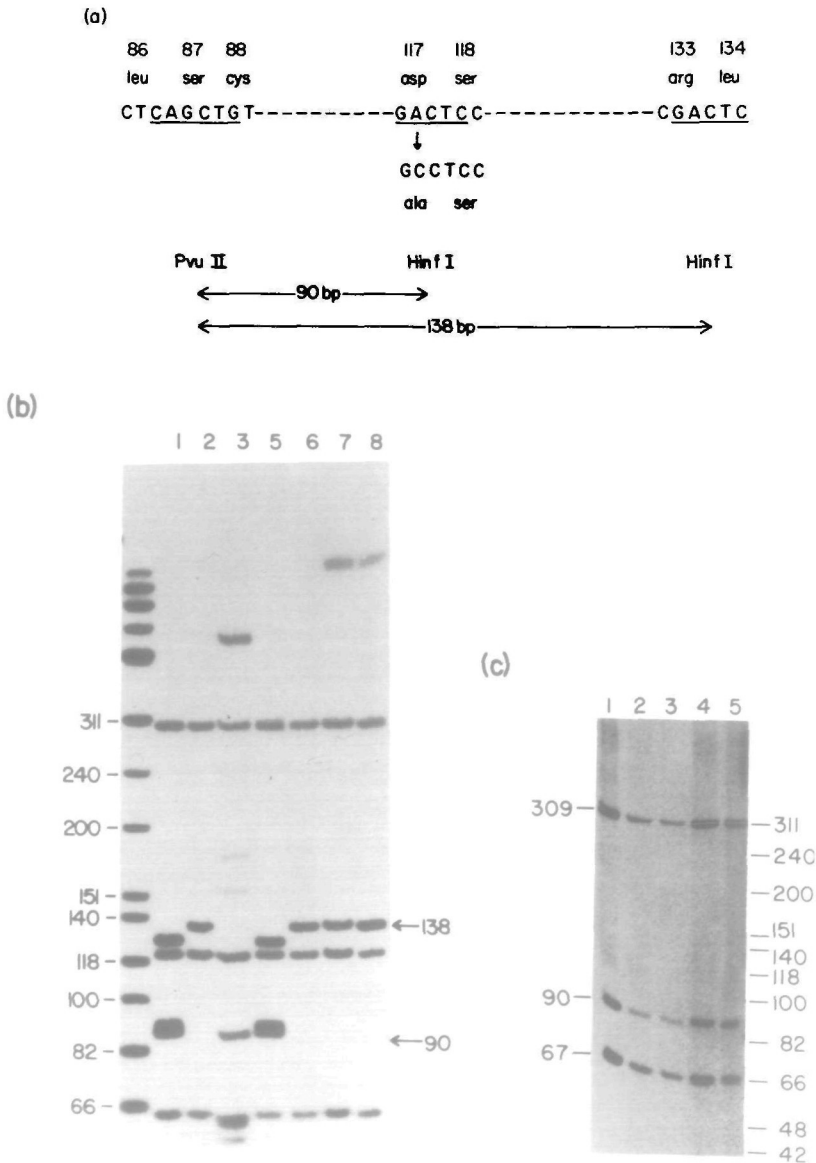 (a)
86 87 88 117 118 133 134
leu ser cys asp ser arg leu
CTCAGCTGT--------------GACTCC-----------------CGACTC
GCCTCC
ala ser
Pvu II Hinf I Hinf I
90 bp
138 bp
(b)
1 2 3 5 6 7 8
311
240
200
151
140
138
118
100
90
82
66
(c)
1 2 3 4 5
309
311
240
200
151
140
118
90
100
82
67
66
48
42